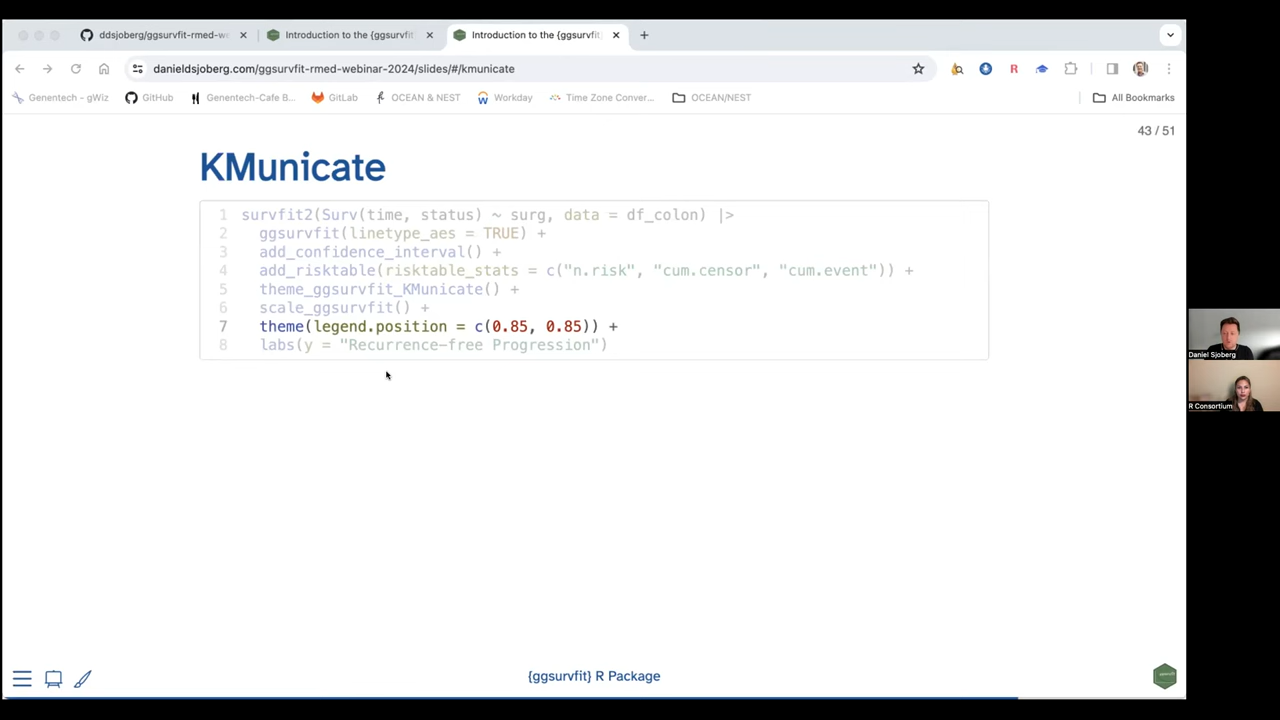 ddsjoberg/ggsurvfit-rmed-we
Introduction to the {ggsurvfit
Introduction to the {ggsurvfit
danieldsjoberg.com/ggsurvfit-rmed-webinar-2024/slides/#/kmunicate
Genentech – gWiz
GitHub
Genentech-Cafe B...
GitLab
OCEAN & NEST
Workday
Time Zone Conver...
OCEAN/NEST
All Bookmarks
43 / 51
KMunicate
1 survfit2(Surv(time, status) ~ surg, data = df_colon) |>
2 ggsurvfit(linetype_aes = TRUE) +
3 add_confidence_interval() +
4 add_risktable(risktable_stats = c("n.risk", "cum.censor", "cum.event")) +
5 theme_ggsurvfit_KMunicate() +
6 scale_ggsurvfit() +
7 theme(legend.position = c(0.85, 0.85)) +
8 labs(y = "Recurrence-free Progression")
Daniel Sjoberg
R Consortium
{ggsurvfit} R Package